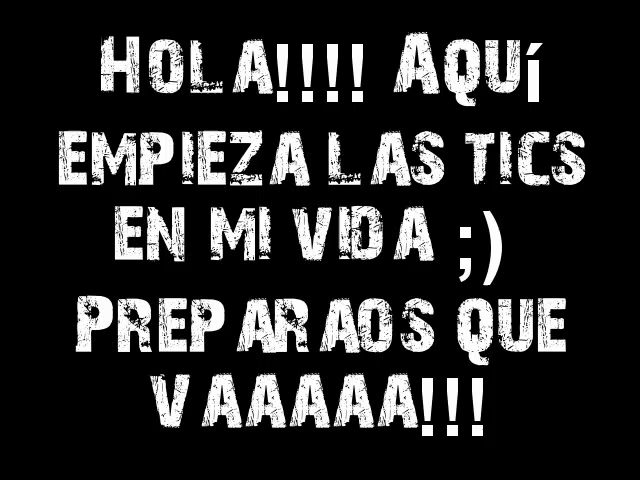 Hola!!!! Aquí
empieza las tics
en mi vida ;)
Preparaos que
vaaaaa!!!